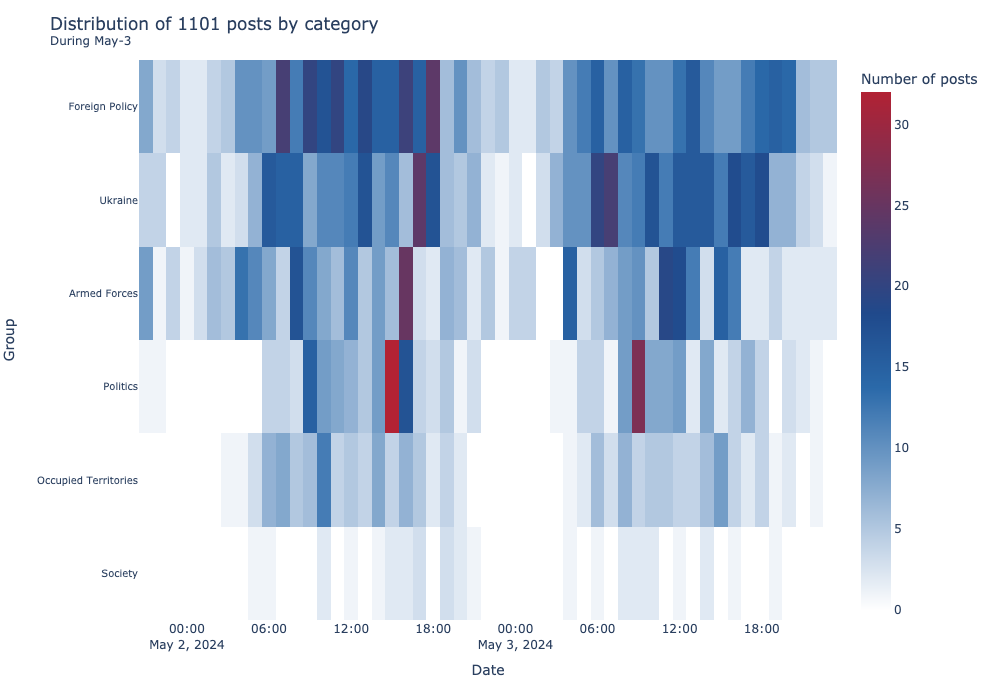 Distribution of 1101 posts by category
During May-3
Number of posts
Foreign Policy
Ukraine
Armed Forces
Politics
Occupied Territories
Society
Group
30
25
20
15
10
5
0
00:00 06:00 12:00 18:00 00:00 06:00 12:00 18:00
May 2, 2024 May 3, 2024
Date